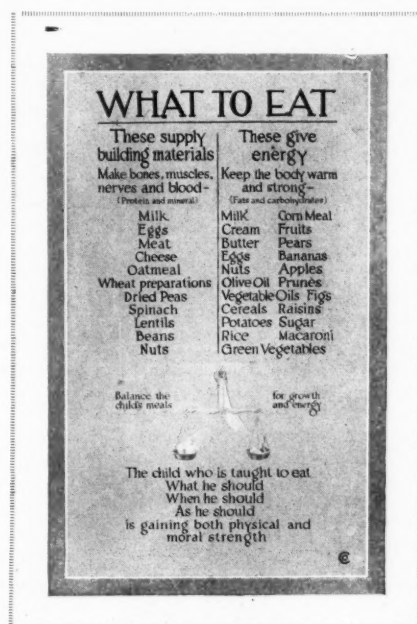 WHAT TO EAT
These supply
building materials
Make bones, muscles,
nerves and blood-
(Protein and mineral)
Milk
Eggs
Meat
Cheese
Oatmeal
Wheat preparations
Dried Peas
Spinach
Lentils
Beans
Nuts
These give
energy
Keep the body warm
and strong-
(Fats and carbohydrates)
Milk Corn Meal
Cream Fruits
Butter Pears
Eggs Bananas
Nuts Apples
Olive Oil Prunes
Vegetable Oils Figs
Cereals Raisins
Potatoes Sugar
Rice Macaroni
Green Vegetables
Balance the
child's meals
for growth
and energy
The child who is taught to eat
What he should
When he should
As he should
is gaining both physical and
moral strength